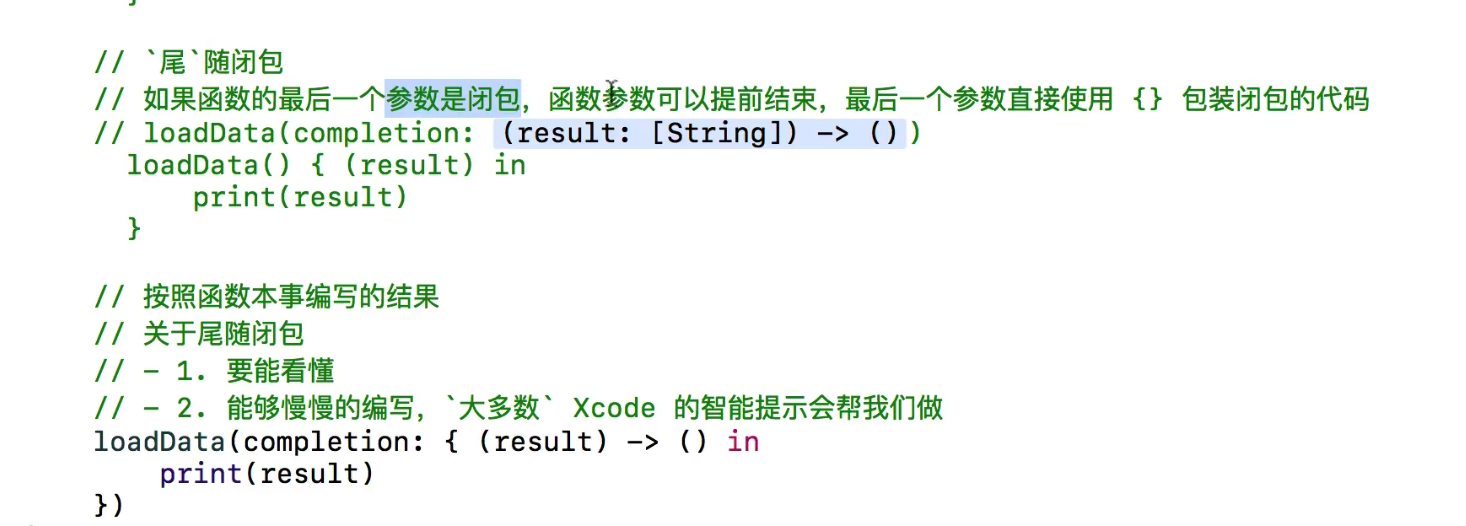 // `尾`随闭包
// 如果函数的最后一个参数是闭包，函数参数可以提前结束，最后一个参数直接使用 {} 包装闭包的代码
// loadData(completion: (result: [String]) -> ())
loadData() { (result) in
print(result)
}
// 按照函数本事编写的结果
// 关于尾随闭包
// - 1. 要能看懂
// - 2. 能够慢慢的编写，`大多数` Xcode 的智能提示会帮我们做
loadData(completion: { (result) -> () in
print(result)
})